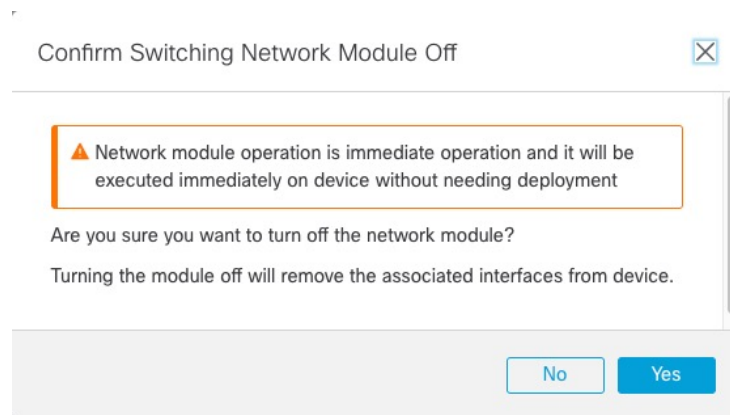 Confirm Switching Network Module Off
Network module operation is immediate operation and it will be
executed immediately on device without needing deployment
Are you sure you want to turn off the network module?
Turning the module off will remove the associated interfaces from device.
No
Yes